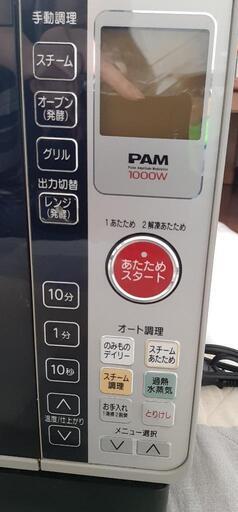 手動調理
スチーム
オーブン
(発酵)
グリル
出力切替
レンジ
(発酵)
10分
1分
10秒
温度/仕上がり
PAM
1000W
1あたため 2解凍あたため
あたため
スタート
オート調理
のみもの
デイリー
スチーム
あたため
スチーム
調理
過熱
水蒸気
お手入れ
とりけし
メニュー選択